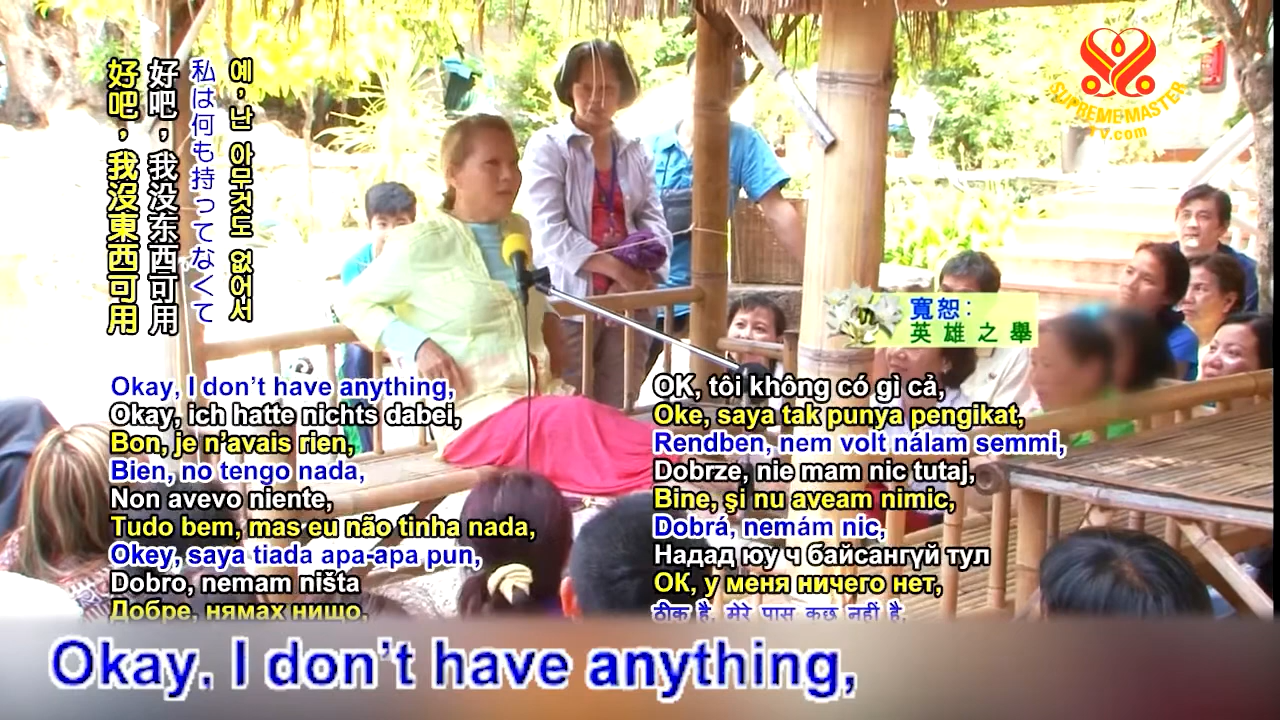 SUPREME MASTER
TV.com
예, 난 아무것도 없어서
私は何も持ってなくて
好吧，我没东西可用
好吧，我沒東西可用
寬恕：
英雄之舉
Okay, I don't have anything,
Okay, ich hatte nichts dabei,
Bon, je n'avais rien,
Bien, no tengo nada,
Non avevo niente,
Tudo bem, mas eu não tinha nada,
Okey, saya tiada apa-apa pun,
Dobro, nemam ništa
Добре, нямах нищо,
OK, tôi không có gì cả,
Oke, saya tak punya pengikat,
Rendben, nem volt nálam semmi,
Dobrze, nie mam nic tutaj,
Bine, şi nu aveam nimic,
Dobrá, nemám nic,
Надад юу ч байсангүй тул
ОК, у меня ничего нет,
ठीक है, मेरे पास कुछ नहीं है,
Okay, I don't have anything,